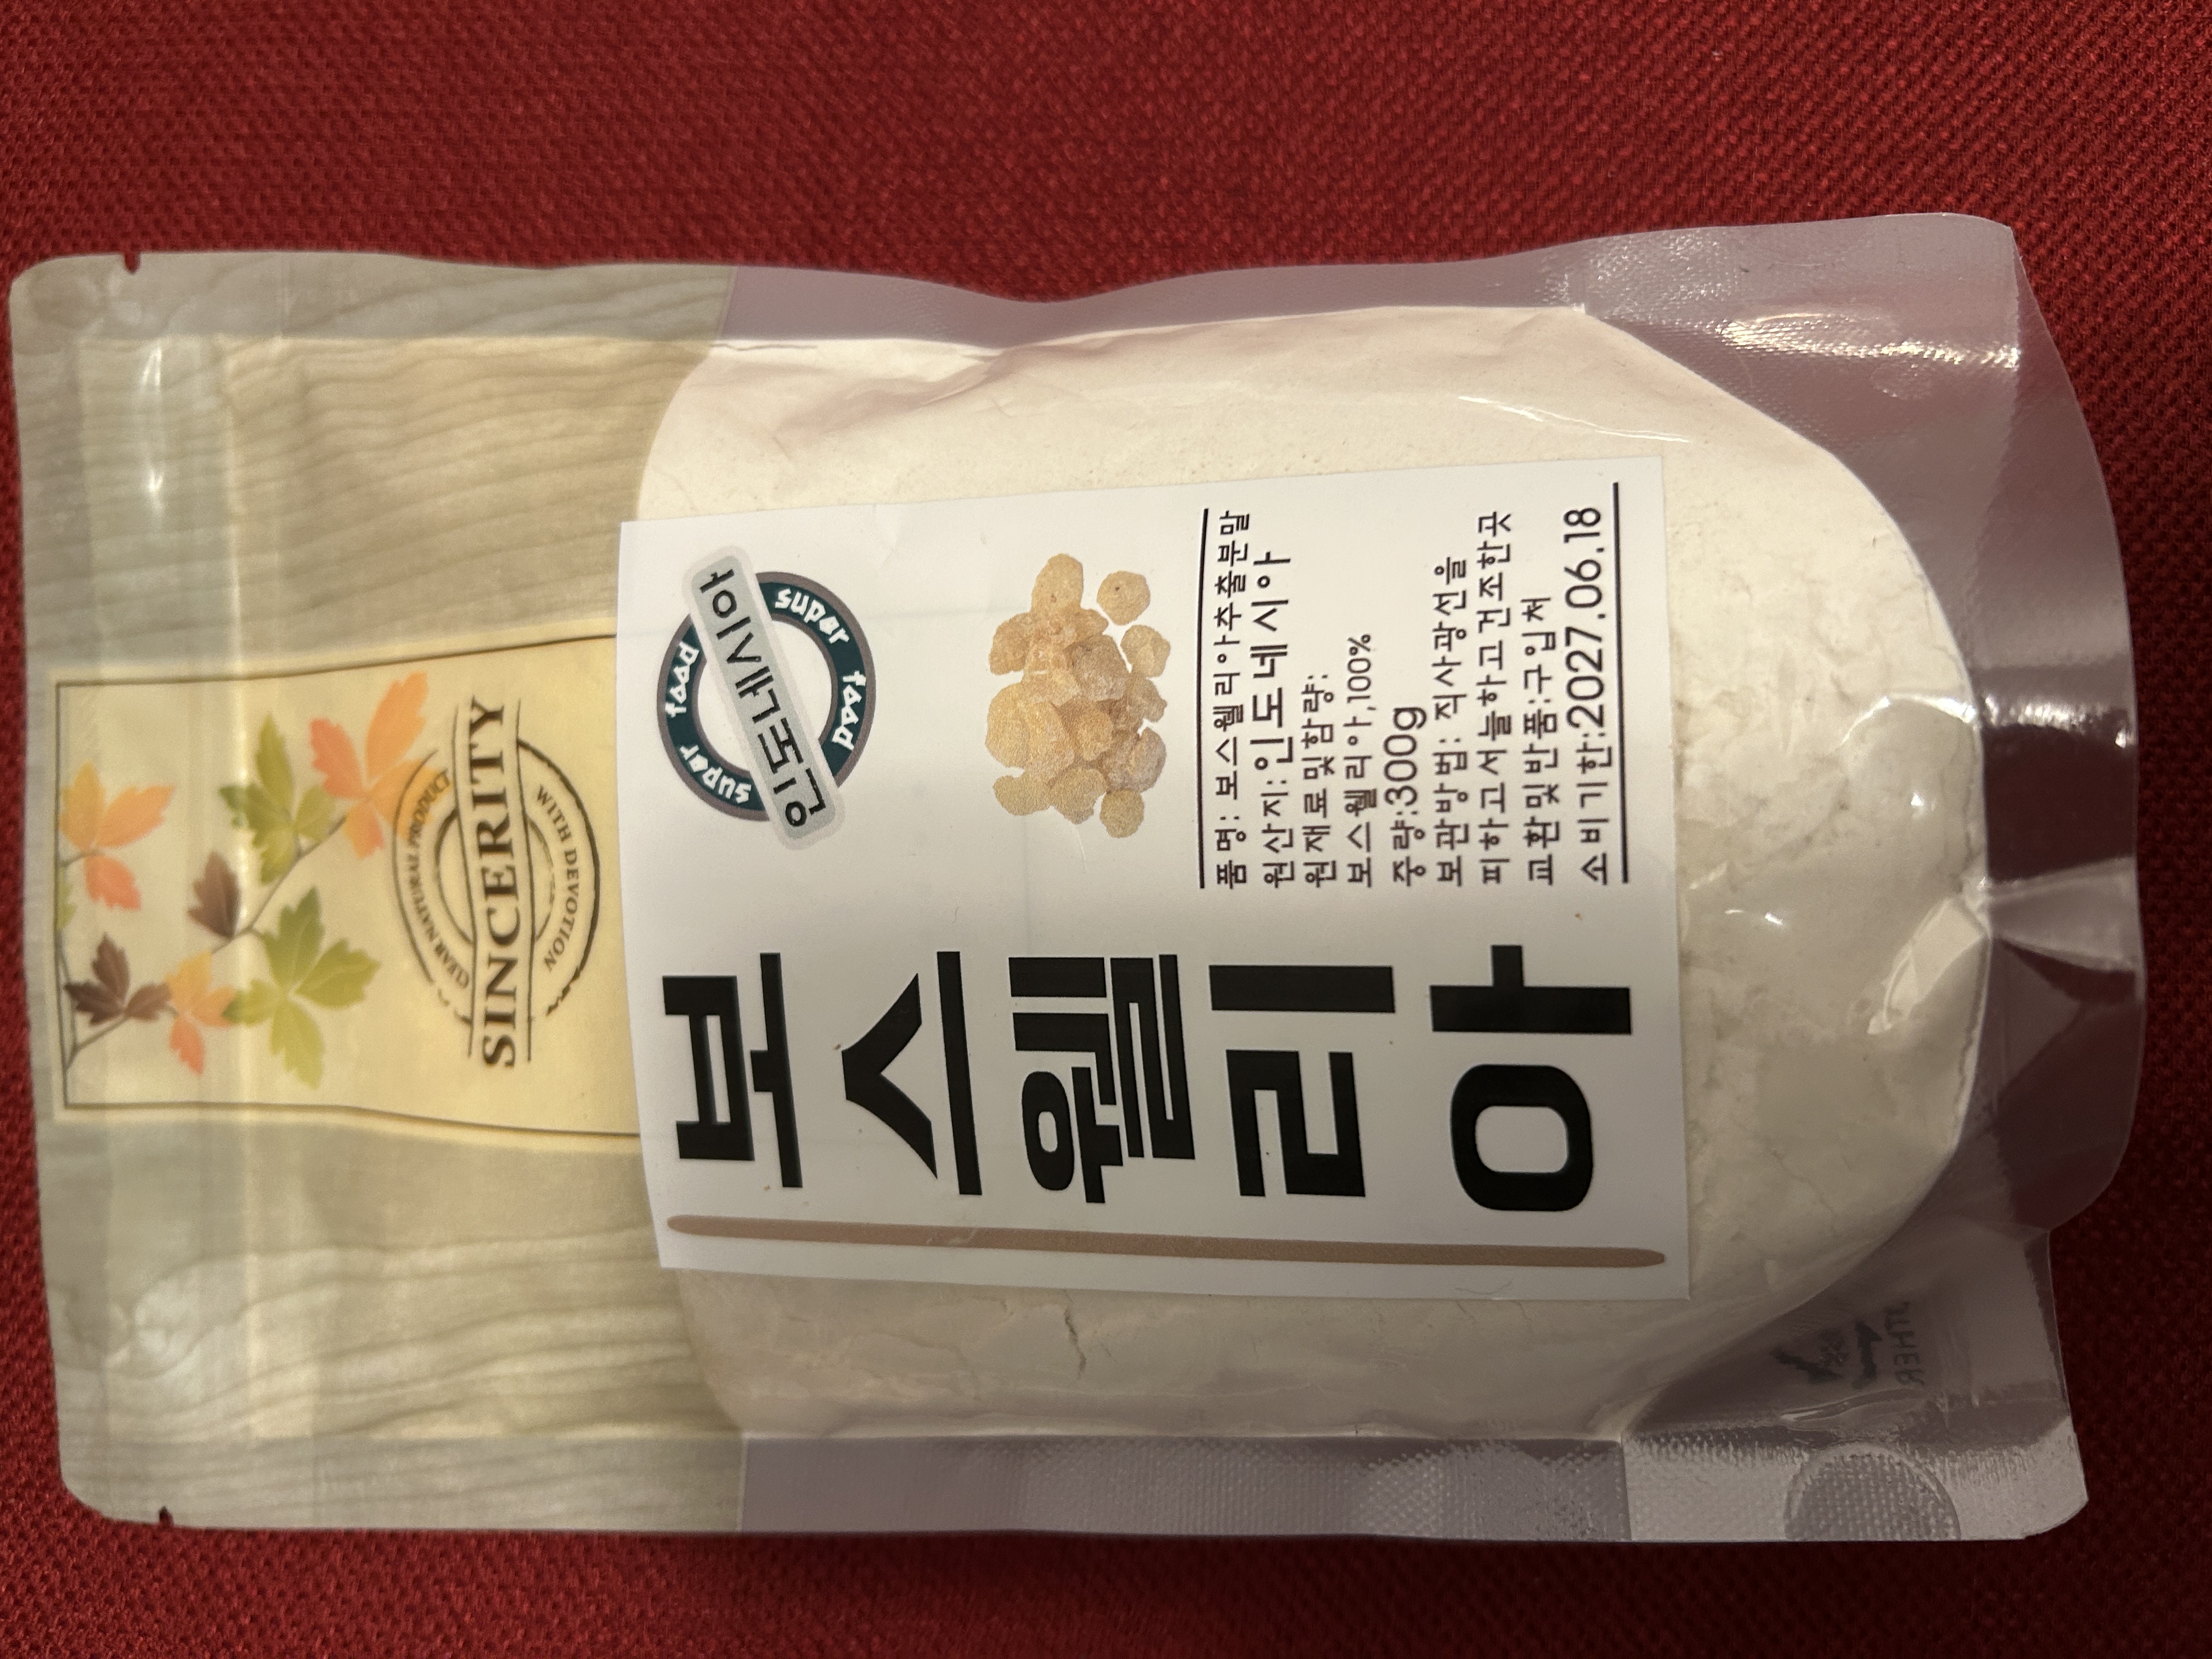 CLEAR NATURAL PRODUCT
SINCERITY
WITH DEVOTION
보스웰리아
super food
인도네시아
super food
품명: 보스웰리아추출분말
원산지:인도네시아
원재료및함량:
보스웰리아,100%
중량:300g
보관방법: 직사광선을
피하고서늘하고건조한곳
교환및반품:구입처
소비기한:2027.06.18